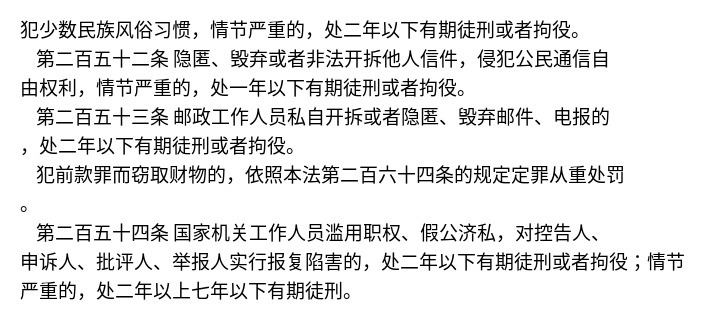 犯少数民族风俗习惯，情节严重的，处二年以下有期徒刑或者拘役。
第二百五十二条 隐匿、毁弃或者非法开拆他人信件，侵犯公民通信自
由权利，情节严重的，处一年以下有期徒刑或者拘役。
第二百五十三条 邮政工作人员私自开拆或者隐匿、毁弃邮件、电报的
，处二年以下有期徒刑或者拘役。
犯前款罪而窃取财物的，依照本法第二百六十四条的规定定罪从重处罚
。
第二百五十四条 国家机关工作人员滥用职权、假公济私，对控告人、
申诉人、批评人、举报人实行报复陷害的，处二年以下有期徒刑或者拘役；情节
严重的，处二年以上七年以下有期徒刑。